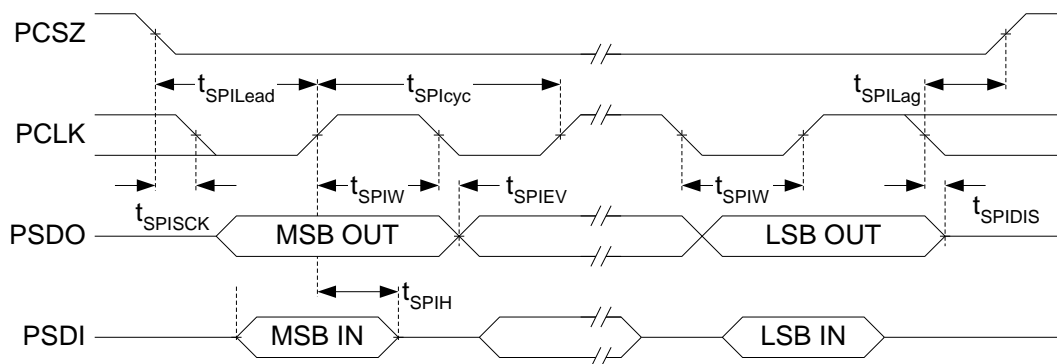 PCSZ
tSPILead
tSPIcyc
tSPILag
PCLK
tSPISCK
tSPIW
tSPIEV
tSPIW
tSPIDIS
PSDO
MSB OUT
LSB OUT
tSPIH
PSDI
MSB IN
LSB IN